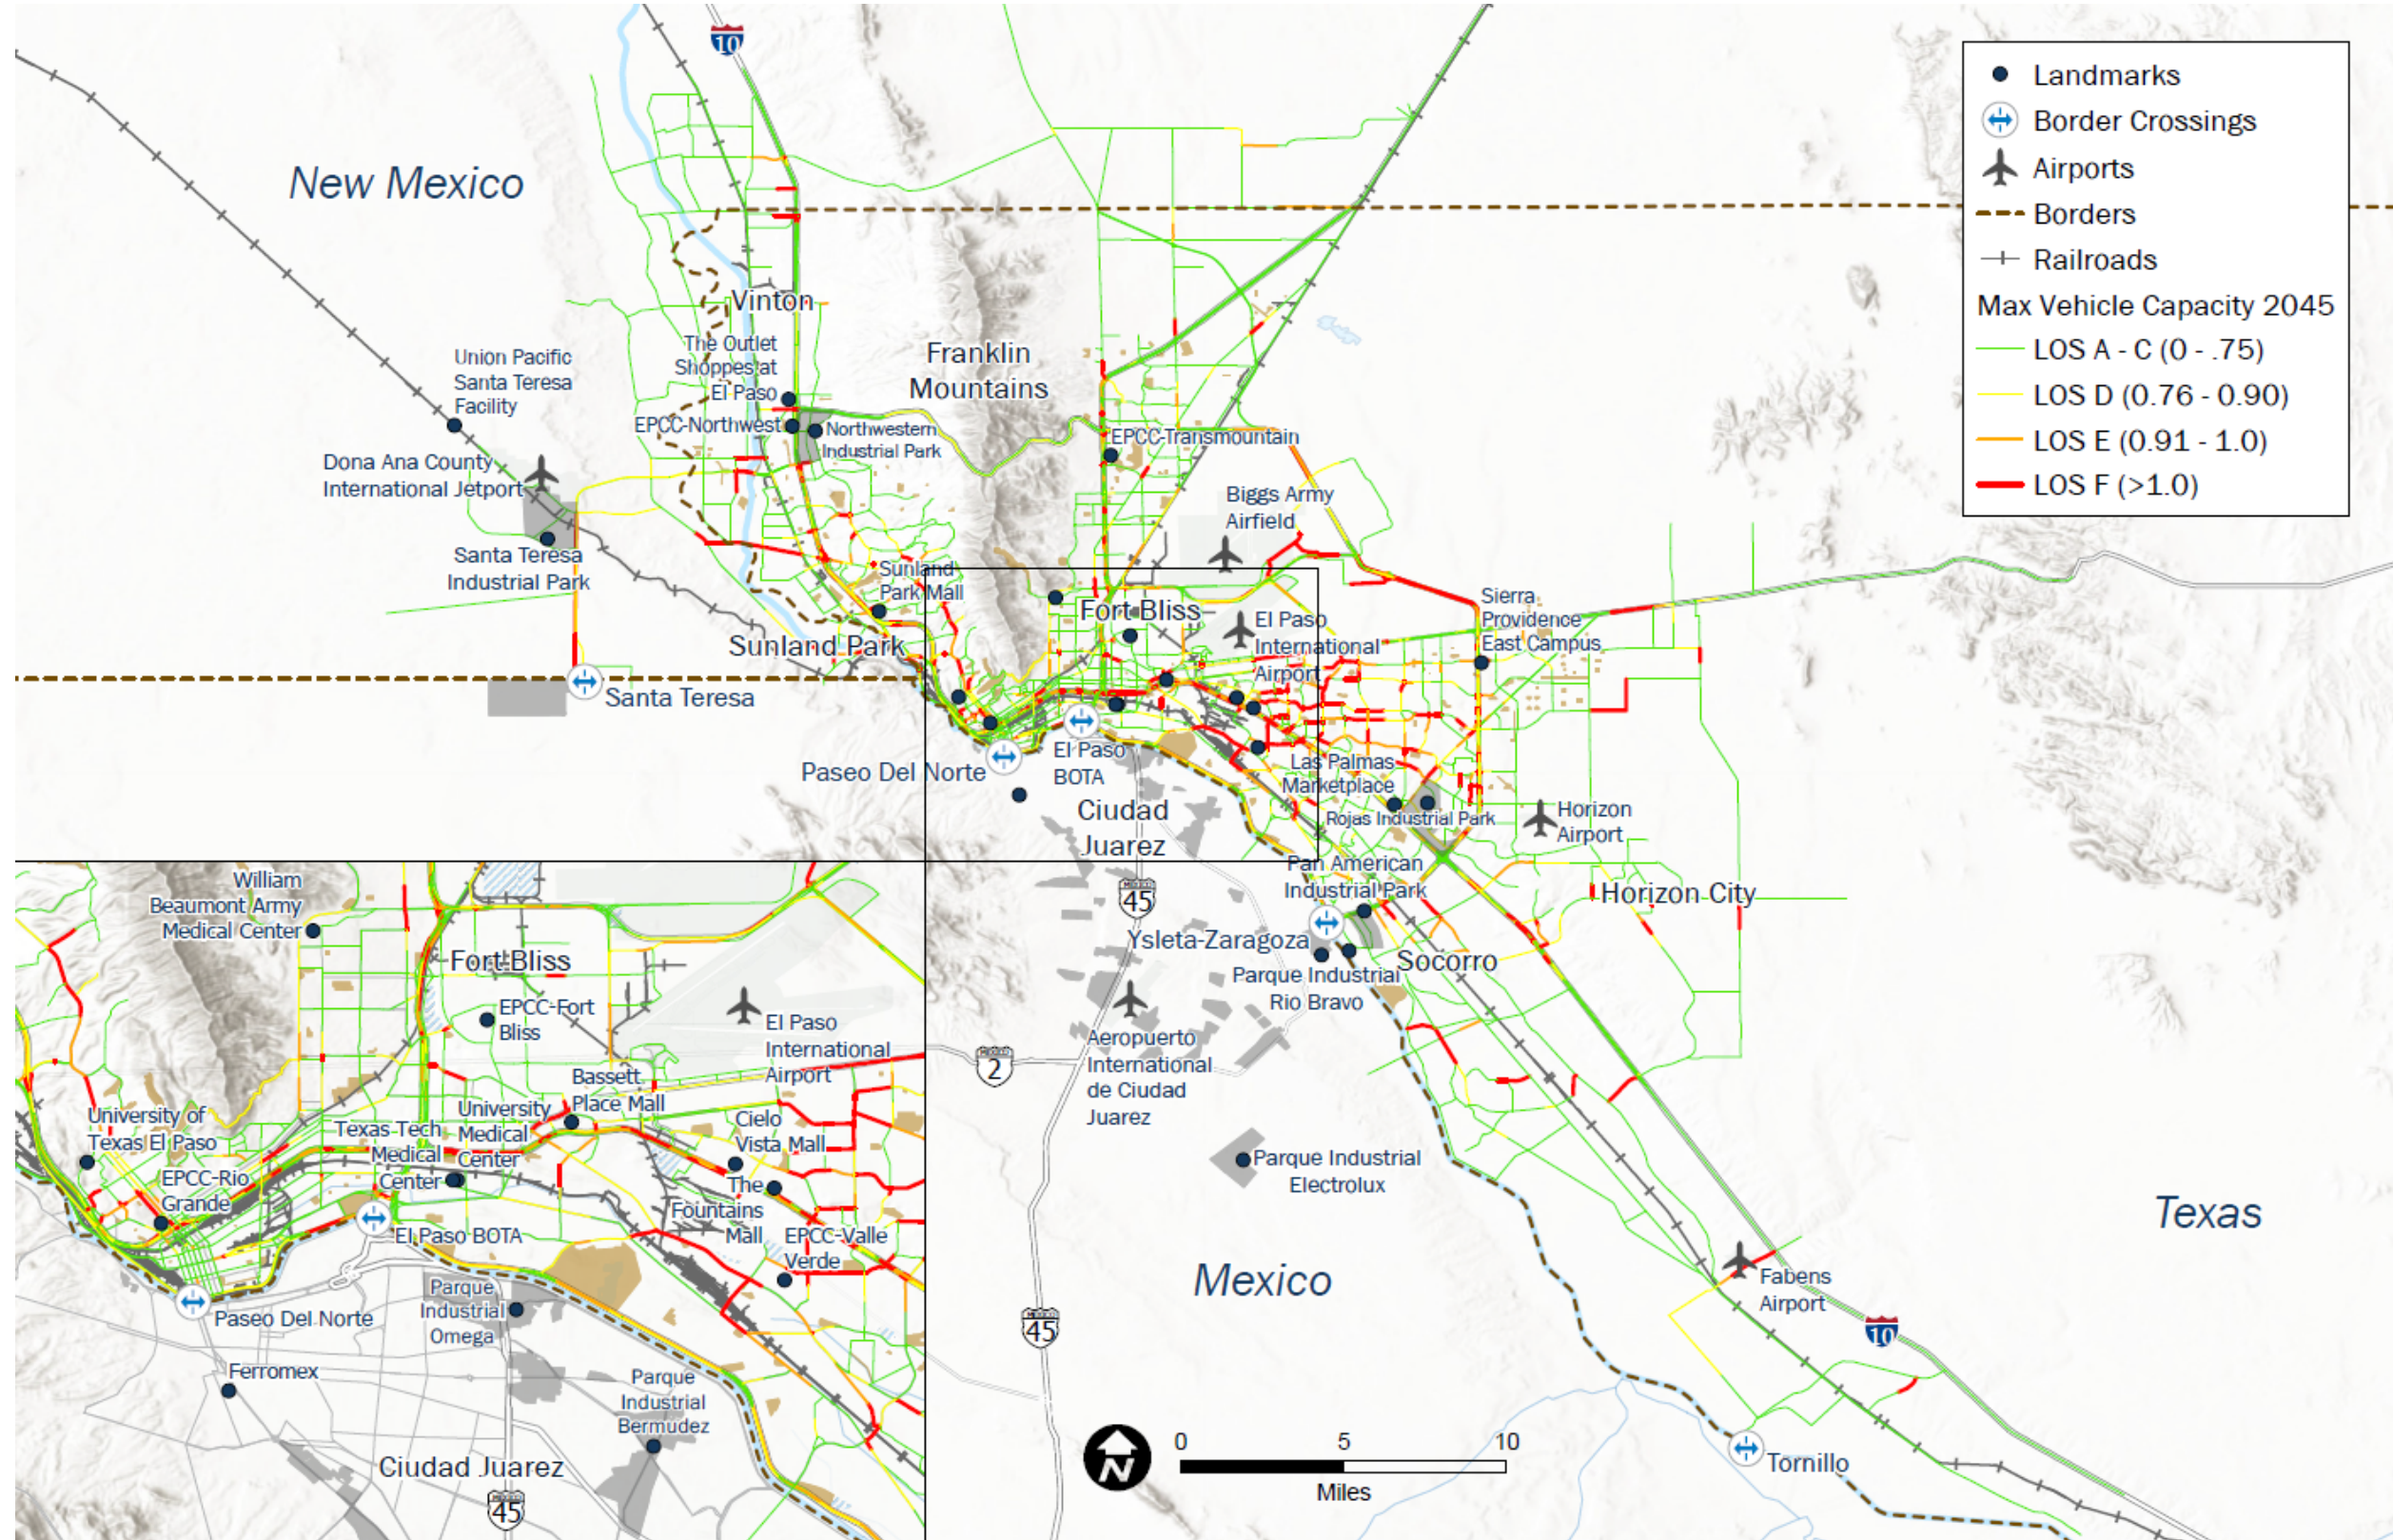 10
New Mexico
Landmarks
Border Crossings
Airports
Borders
Railroads
Max Vehicle Capacity 2045
LOS A - C (0 - .75)
LOS D (0.76 - 0.90)
LOS E (0.91 - 1.0)
LOS F (>1.0)
Vinton
The Outlet
Shoppes at
El Paso
Franklin
Mountains
Union Pacific
Santa Teresa
Facility
EPCC-Northwest
Northwestern
Industrial Park
EPCC-Transmountain
Dona Ana County
International Jetport
Biggs Army
Airfield
Santa Teresa
Industrial Park
Sunland
Park Mall
Fort Bliss
Sierra
Providence
East Campus
El Paso
International
Airport
Sunland Park
Santa Teresa
Paseo Del Norte
El Paso
BOTA
Las Palmas
Marketplace
Ciudad
Juarez
Rojas Industrial Park
Horizon
Airport
Pan American
Industrial Park
Horizon City
45
Ysleta-Zaragoza
Socorro
Parque Industrial
Rio Bravo
Aeropuerto
International
de Ciudad
Juarez
2
Parque Industrial
Electrolux
Texas
Mexico
Fabens
Airport
45
10
Tornillo
N
0 5 10
Miles
William
Beaumont Army
Medical Center
Fort Bliss
EPCC-Fort
Bliss
El Paso
International
Airport
Bassett
Place Mall
University of
Texas El Paso
Texas Tech
Medical
Center
University
Medical
Center
Cielo
Vista Mall
EPCC-Rio
Grande
The
Fountains
Mall
EPCC-Valle
Verde
El Paso BOTA
Paseo Del Norte
Parque
Industrial
Omega
Ferromex
Parque
Industrial
Bermudez
Ciudad Juarez
45